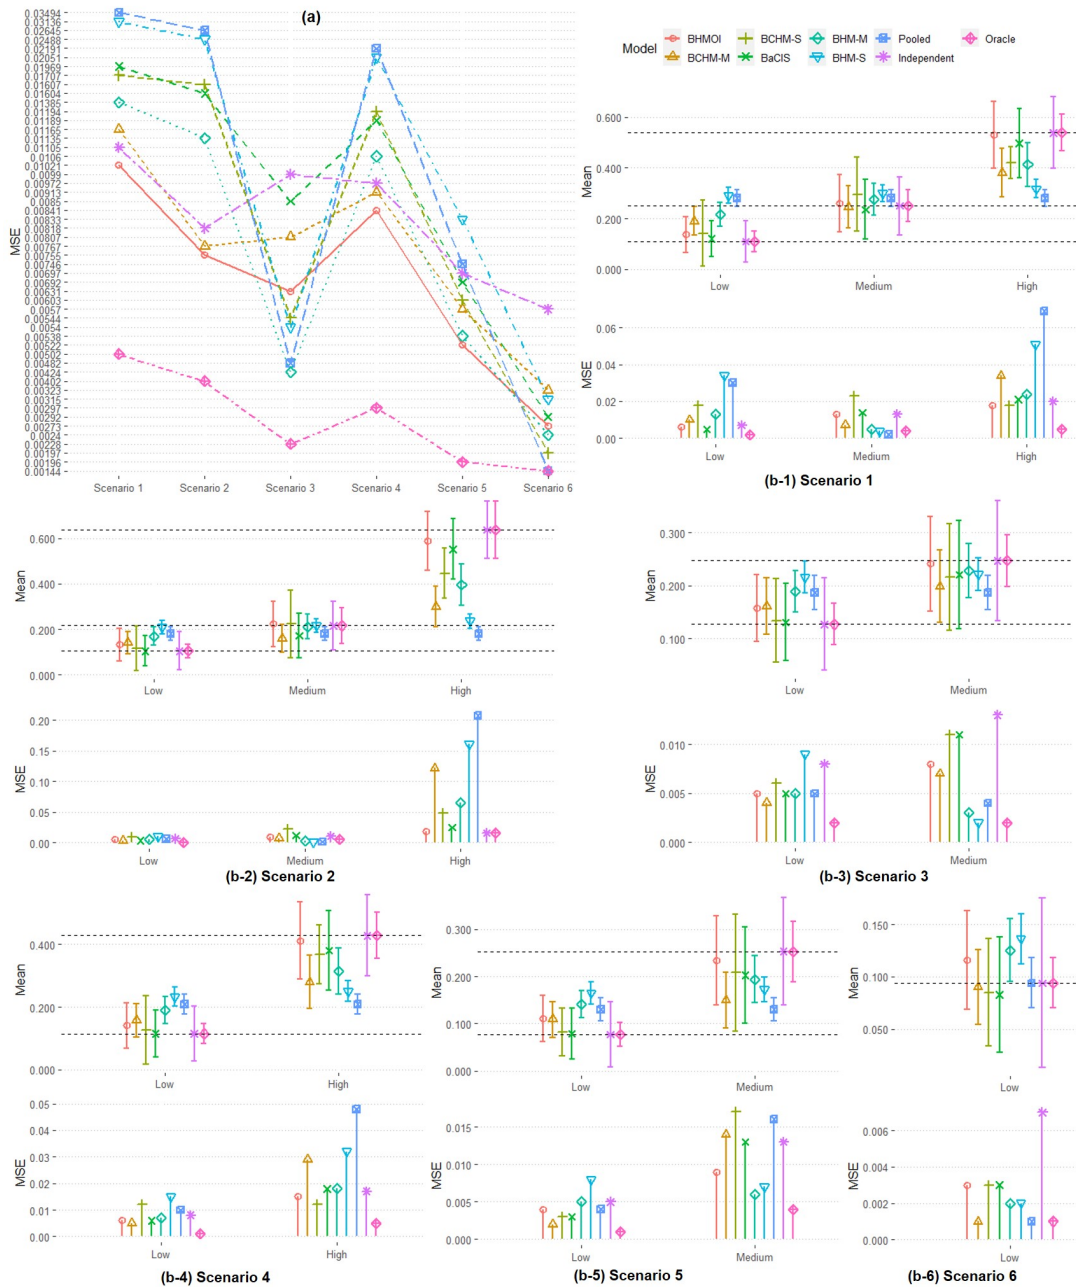 (a)
MSE
0.03494
0.03136
0.02645
0.02488
0.02191
0.02051
0.01969
0.01707
0.01607
0.01604
0.01385
0.01194
0.01189
0.01165
0.01135
0.01105
0.0106
0.01021
0.0099
0.00972
0.00913
0.0085
0.00841
0.00833
0.00818
0.00807
0.00767
0.00755
0.00746
0.00697
0.00692
0.00631
0.00603
0.0057
0.00544
0.00538
0.00522
0.00502
0.00482
0.00424
0.00402
0.00323
0.00315
0.00297
0.00292
0.00273
0.0024
0.00228
0.00197
0.00196
0.00144
Scenario 1 Scenario 2 Scenario 3 Scenario 4 Scenario 5 Scenario 6
Model
BHMOI BCHM-S BHM-M Pooled Oracle
BCHM-M BaCIS BHM-S Independent
Mean
0.600
0.400
0.200
0.000
Low Medium High
MSE
0.06
0.04
0.02
0.00
Low Medium High
(b-1) Scenario 1
Mean
0.600
0.400
0.200
0.000
Low Medium High
MSE
0.20
0.15
0.10
0.05
0.00
Low Medium High
(b-2) Scenario 2
Mean
0.300
0.200
0.100
Low Medium
MSE
0.010
0.005
0.000
Low Medium
(b-3) Scenario 3
Mean
0.400
0.200
0.000
Low High
MSE
0.05
0.04
0.03
0.02
0.01
0.00
Low High
(b-4) Scenario 4
Mean
0.300
0.200
0.100
0.000
Low Medium
MSE
0.015
0.010
0.005
0.000
Low Medium
(b-5) Scenario 5
Mean
0.150
0.100
0.050
Low
MSE
0.006
0.004
0.002
0.000
Low
(b-6) Scenario 6